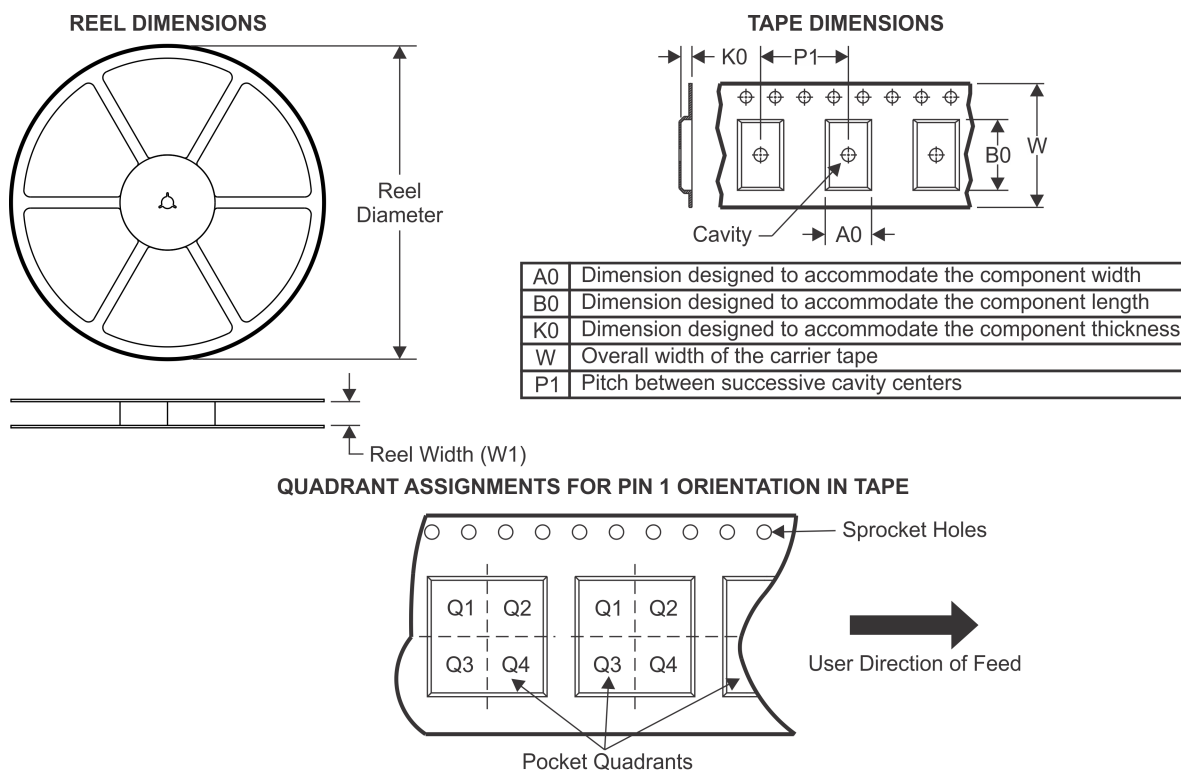 REEL DIMENSIONS
Reel
Diameter
Reel Width (W1)
TAPE DIMENSIONS
K0
P1
W
B0
Cavity
A0
A0 Dimension designed to accommodate the component width
B0 Dimension designed to accommodate the component length
K0 Dimension designed to accommodate the component thickness
W Overall width of the carrier tape
P1 Pitch between successive cavity centers
QUADRANT ASSIGNMENTS FOR PIN 1 ORIENTATION IN TAPE
Sprocket Holes
Q1 Q2 Q1 Q2
Q3 Q4 Q3 Q4
User Direction of Feed
Pocket Quadrants